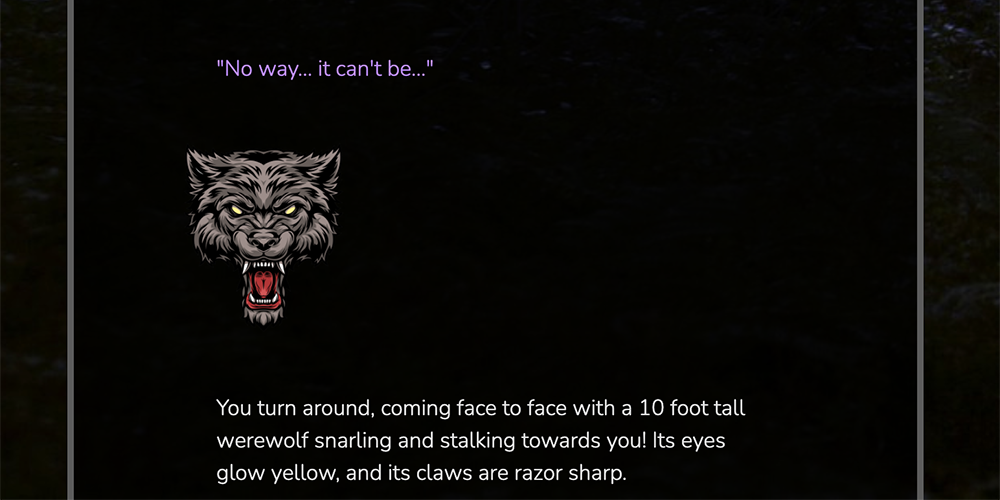 "No way... it can't be..."
You turn around, coming face to face with a 10 foot tall
werewolf snarling and stalking towards you! Its eyes
glow yellow, and its claws are razor sharp.